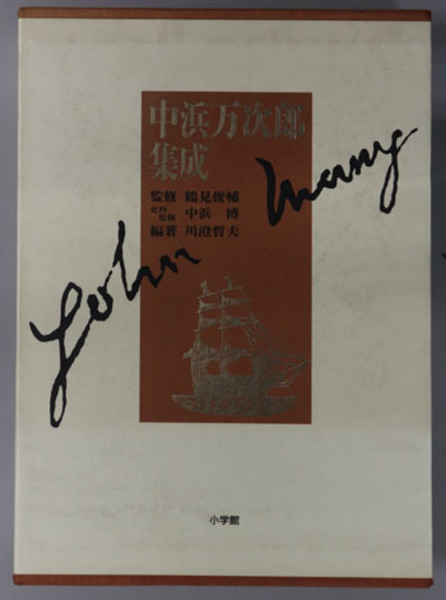 中浜万次郎
集成
監修 鶴見俊輔
史料監修 中浜 博
編著 川澄哲夫
John Mung
小学館